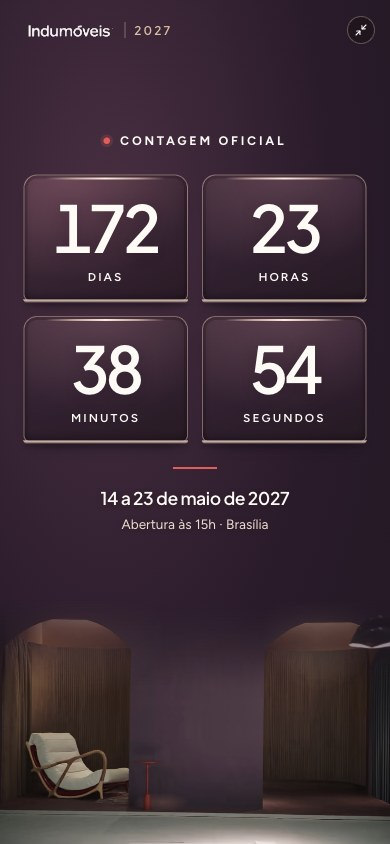 Indumóveis | 2027
CONTAGEM OFICIAL
172
DIAS
23
HORAS
38
MINUTOS
54
SEGUNDOS
14 a 23 de maio de 2027
Abertura às 15h · Brasília